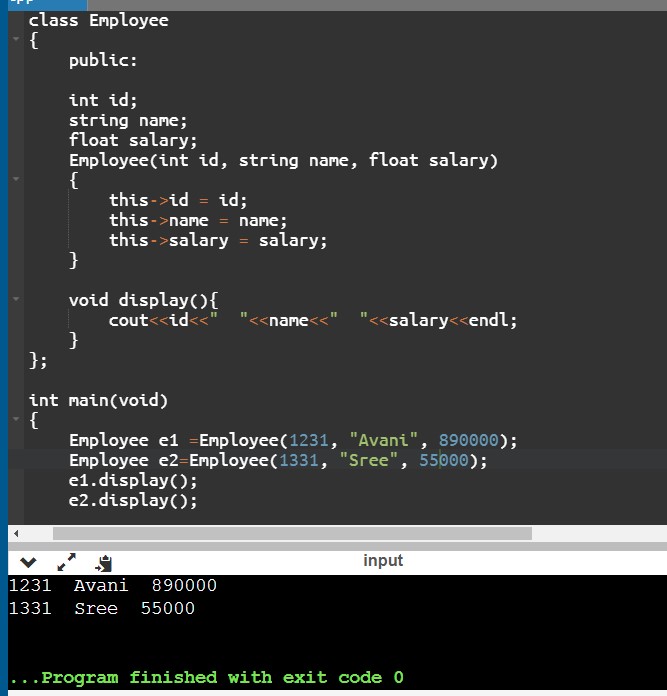 class Employee
{
public:
int id;
string name;
float salary;
Employee(int id, string name, float salary)
{
this->id = id;
this->name = name;
this->salary = salary;
}
void display(){
cout<<id<<"  "<<name<<"  "<<salary<<endl;
}
};
int main(void)
{
Employee e1 =Employee(1231, "Avani", 890000);
Employee e2=Employee(1331, "Sree", 55000);
e1.display();
e2.display();
input
1231  Avani  890000
1331  Sree  55000
...Program finished with exit code 0